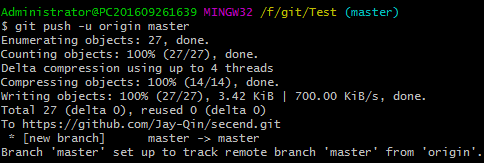 Administrator@PC201609261639 MINGW32 /f/git/Test (master)
$ git push -u origin master
Enumerating objects: 27, done.
Counting objects: 100% (27/27), done.
Delta compression using up to 4 threads
Compressing objects: 100% (14/14), done.
Writing objects: 100% (27/27), 3.42 KiB | 700.00 KiB/s, done.
Total 27 (delta 0), reused 0 (delta 0)
To https://github.com/Jay-Qin/secend.git
 * [new branch]      master -> master
Branch 'master' set up to track remote branch 'master' from 'origin'.